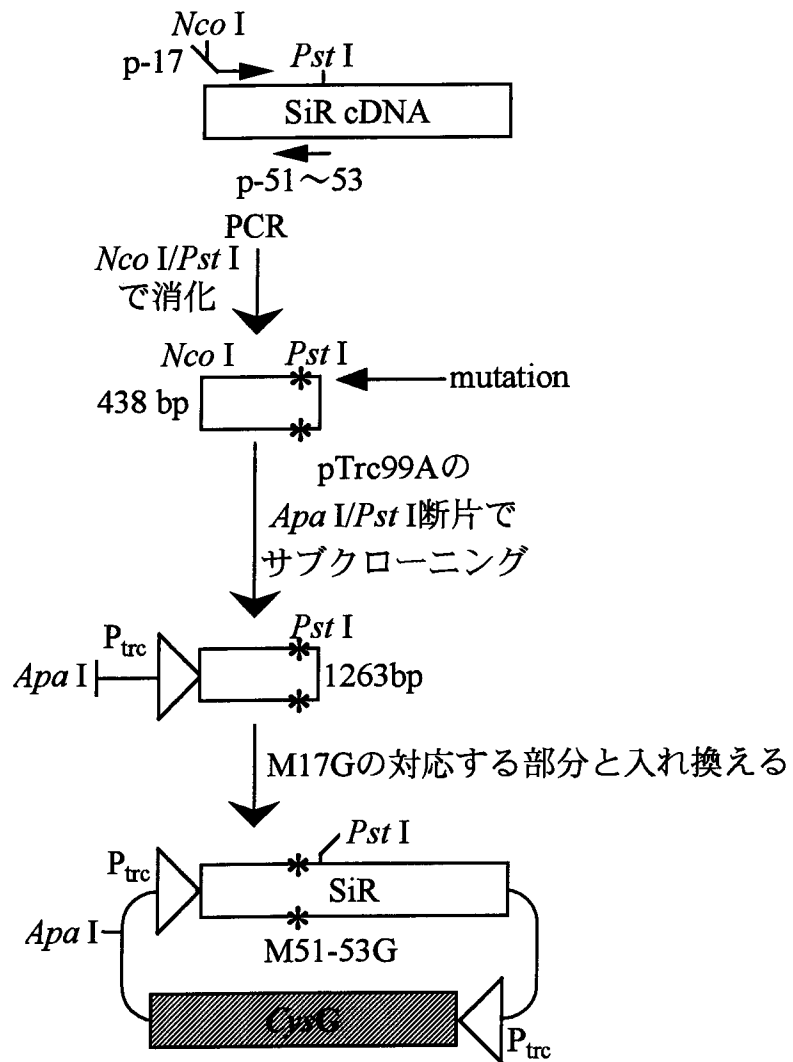 Nco I
p-17
Pst I
SiR cDNA
p-51～53
PCR
Nco I/Pst I
で消化
Nco I
Pst I
438 bp
mutation
pTrc99Aの
Apa I/Pst I断片で
サブクローニング
Ptrc
Pst I
Apa I
1263bp
M17Gの対応する部分と入れ換える
Pst I
Ptrc
SiR
Apa I
M51-53G
CysG
Ptrc